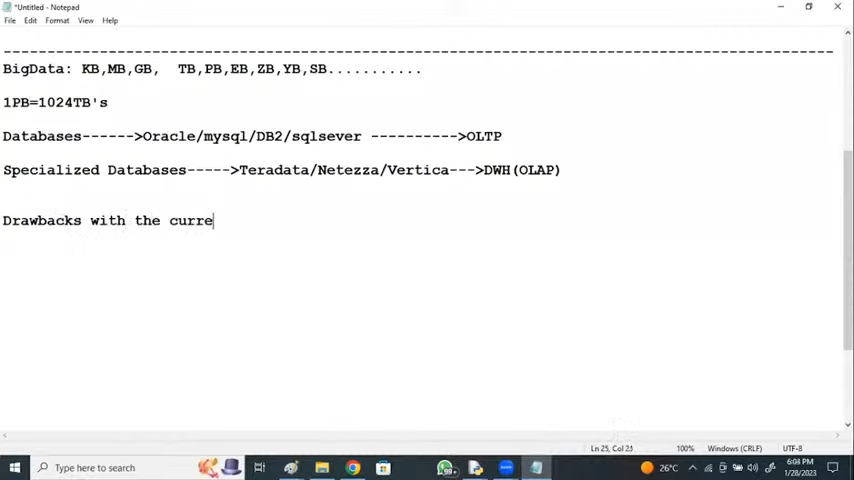 *Untitled - Notepad
File Edit Format View Help
BigData: KB,MB,GB, TB,PB,EB,ZB,YB,SB...........
1PB=1024TB's
Databases------>Oracle/mysql/DB2/sqlsever ---------->OLTP
Specialized Databases----->Teradata/Netezza/Vertica--->DWH(OLAP)
Drawbacks with the curre
Ln 25, Col 23 100% Windows (CRLF) UTF-8
Type here to search
99+
26°C
6:03 PM
1/28/2023